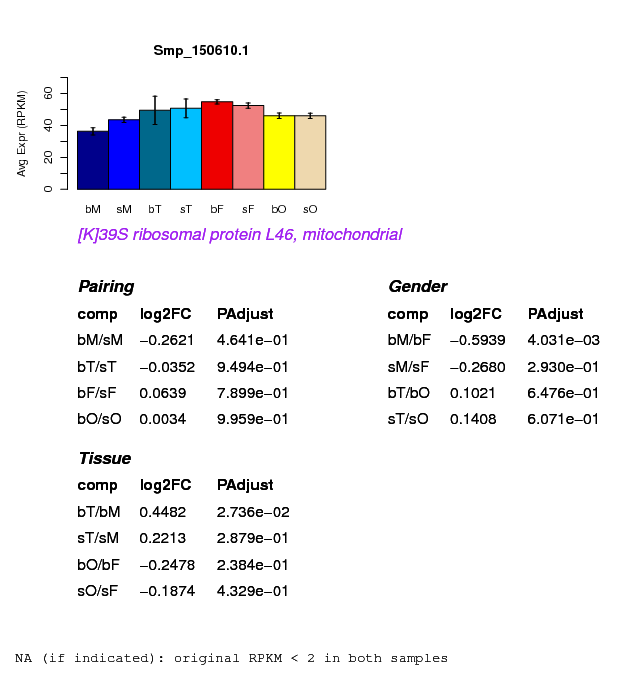 Smp_150610.1
Avg Expr (RPKM)
0 20 40 60
bM sM bT sT bF sF bO sO
[K]39S ribosomal protein L46, mitochondrial
Pairing
comp log2FC PAdjust
bM/sM −0.2621 4.641e−01
bT/sT −0.0352 9.494e−01
bF/sF 0.0639 7.899e−01
bO/sO 0.0034 9.959e−01
Gender
comp log2FC PAdjust
bM/bF −0.5939 4.031e−03
sM/sF −0.2680 2.930e−01
bT/bO 0.1021 6.476e−01
sT/sO 0.1408 6.071e−01
Tissue
comp log2FC PAdjust
bT/bM 0.4482 2.736e−02
sT/sM 0.2213 2.879e−01
bO/bF −0.2478 2.384e−01
sO/sF −0.1874 4.329e−01
NA (if indicated): original RPKM < 2 in both samples